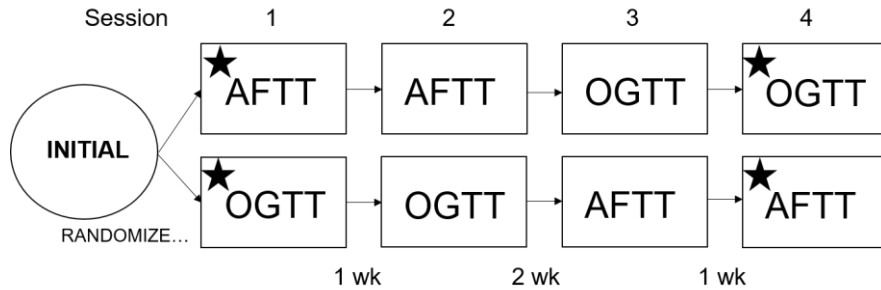 Session 1 2 3 4
AFTT AFTT OGTT OGTT
INITIAL
OGTT OGTT AFTT AFTT
RANDOMIZE…
1 wk 2 wk 1 wk